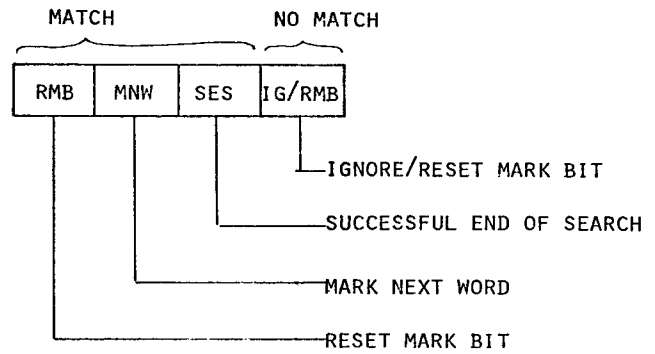 MATCH NO MATCH
RMB MNW SES IG/RMB
IGNORE/RESET MARK BIT
SUCCESSFUL END OF SEARCH
MARK NEXT WORD
RESET MARK BIT